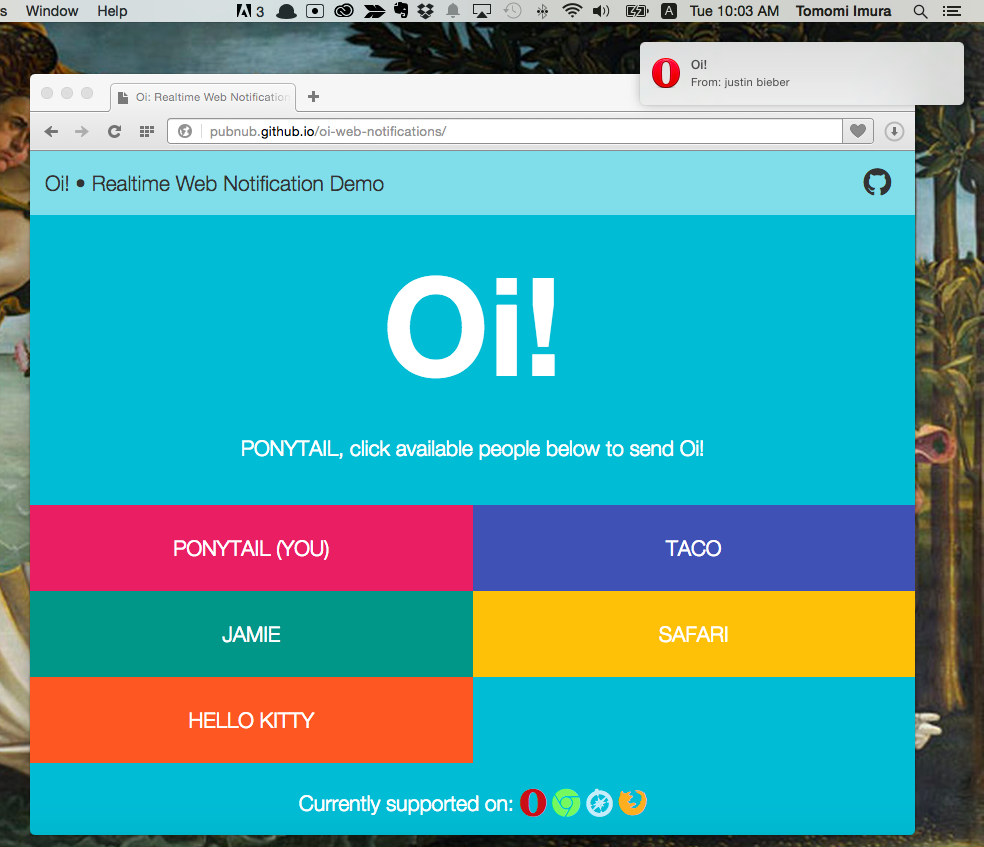 s Window Help 3 A Tue 10:03 AM Tomomi Imura
Oi!
From: justin bieber
Oi: Realtime Web Notification
pubnub.github.io/oi-web-notifications/
Oi! • Realtime Web Notification Demo
Oi!
PONYTAIL, click available people below to send Oi!
PONYTAIL (YOU)
TACO
JAMIE
SAFARI
HELLO KITTY
Currently supported on: